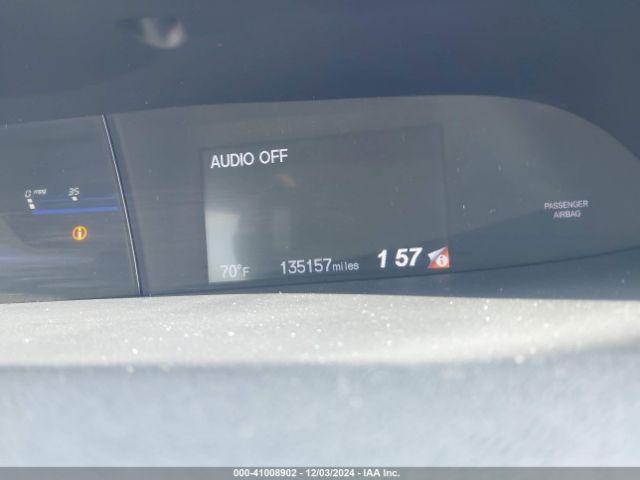 AUDIO OFF
0 mpg 35
PASSENGER
AIRBAG
70°F 135157 miles 1 57
000-41008902 - 12/03/2024 - IAA Inc.